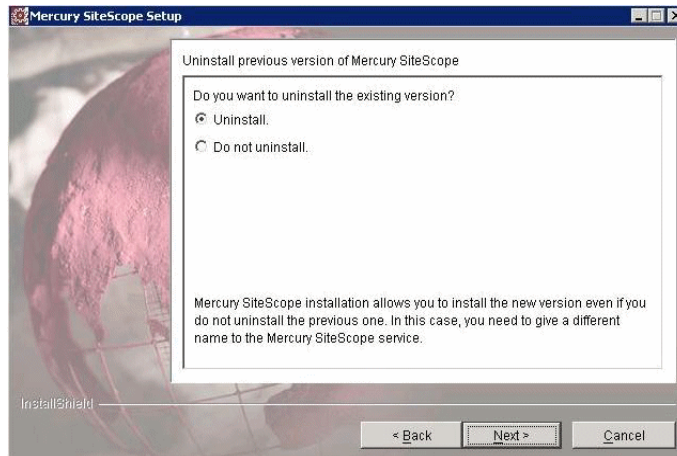 Mercury SiteScope Setup
Uninstall previous version of Mercury SiteScope
Do you want to uninstall the existing version?
Uninstall.
Do not uninstall.
Mercury SiteScope installation allows you to install the new version even if you
do not uninstall the previous one. In this case, you need to give a different
name to the Mercury SiteScope service.
InstallShield
< Back
Next >
Cancel